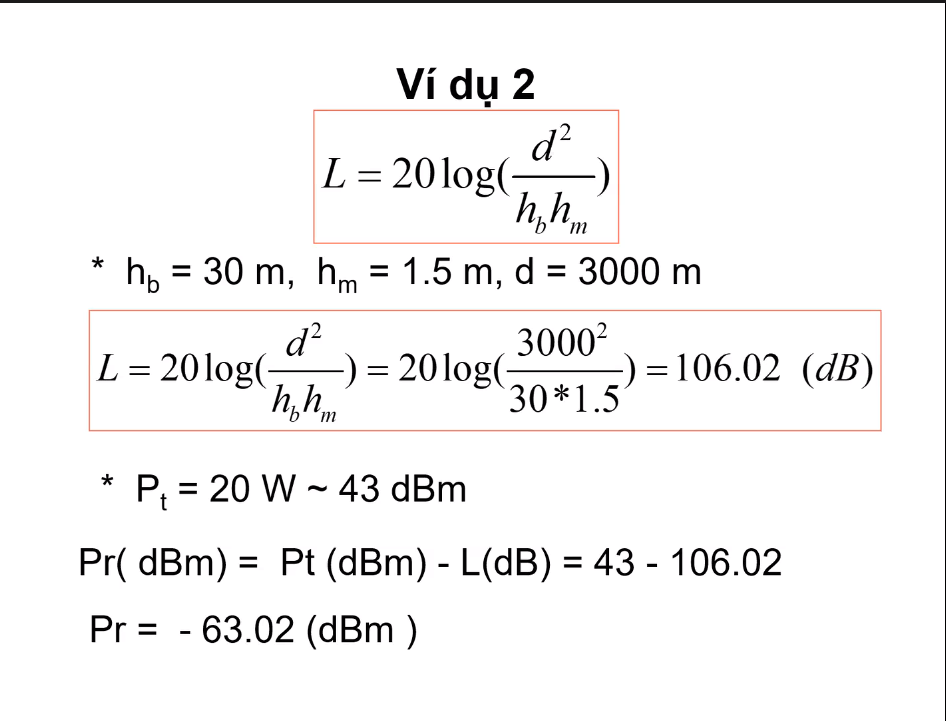 Ví dụ 2
L = 20log(d²/(h_b h_m))
* h_b = 30 m, h_m = 1.5 m, d = 3000 m
L = 20log(d²/(h_b h_m)) = 20log(3000²/(30*1.5)) = 106.02 (dB)
* P_t = 20 W ~ 43 dBm
Pr( dBm) = Pt (dBm) - L(dB) = 43 - 106.02
Pr = - 63.02 (dBm )